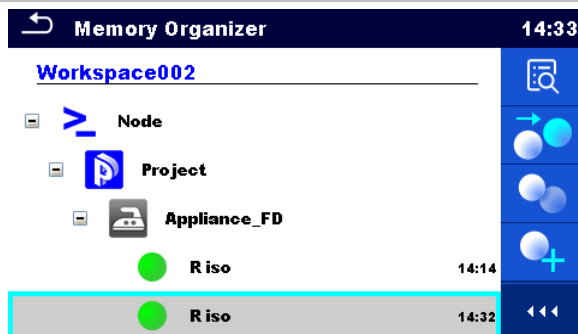 Memory Organizer 14:33
Workspace002
Node
Project
Appliance_FD
R iso 14:14
R iso 14:32